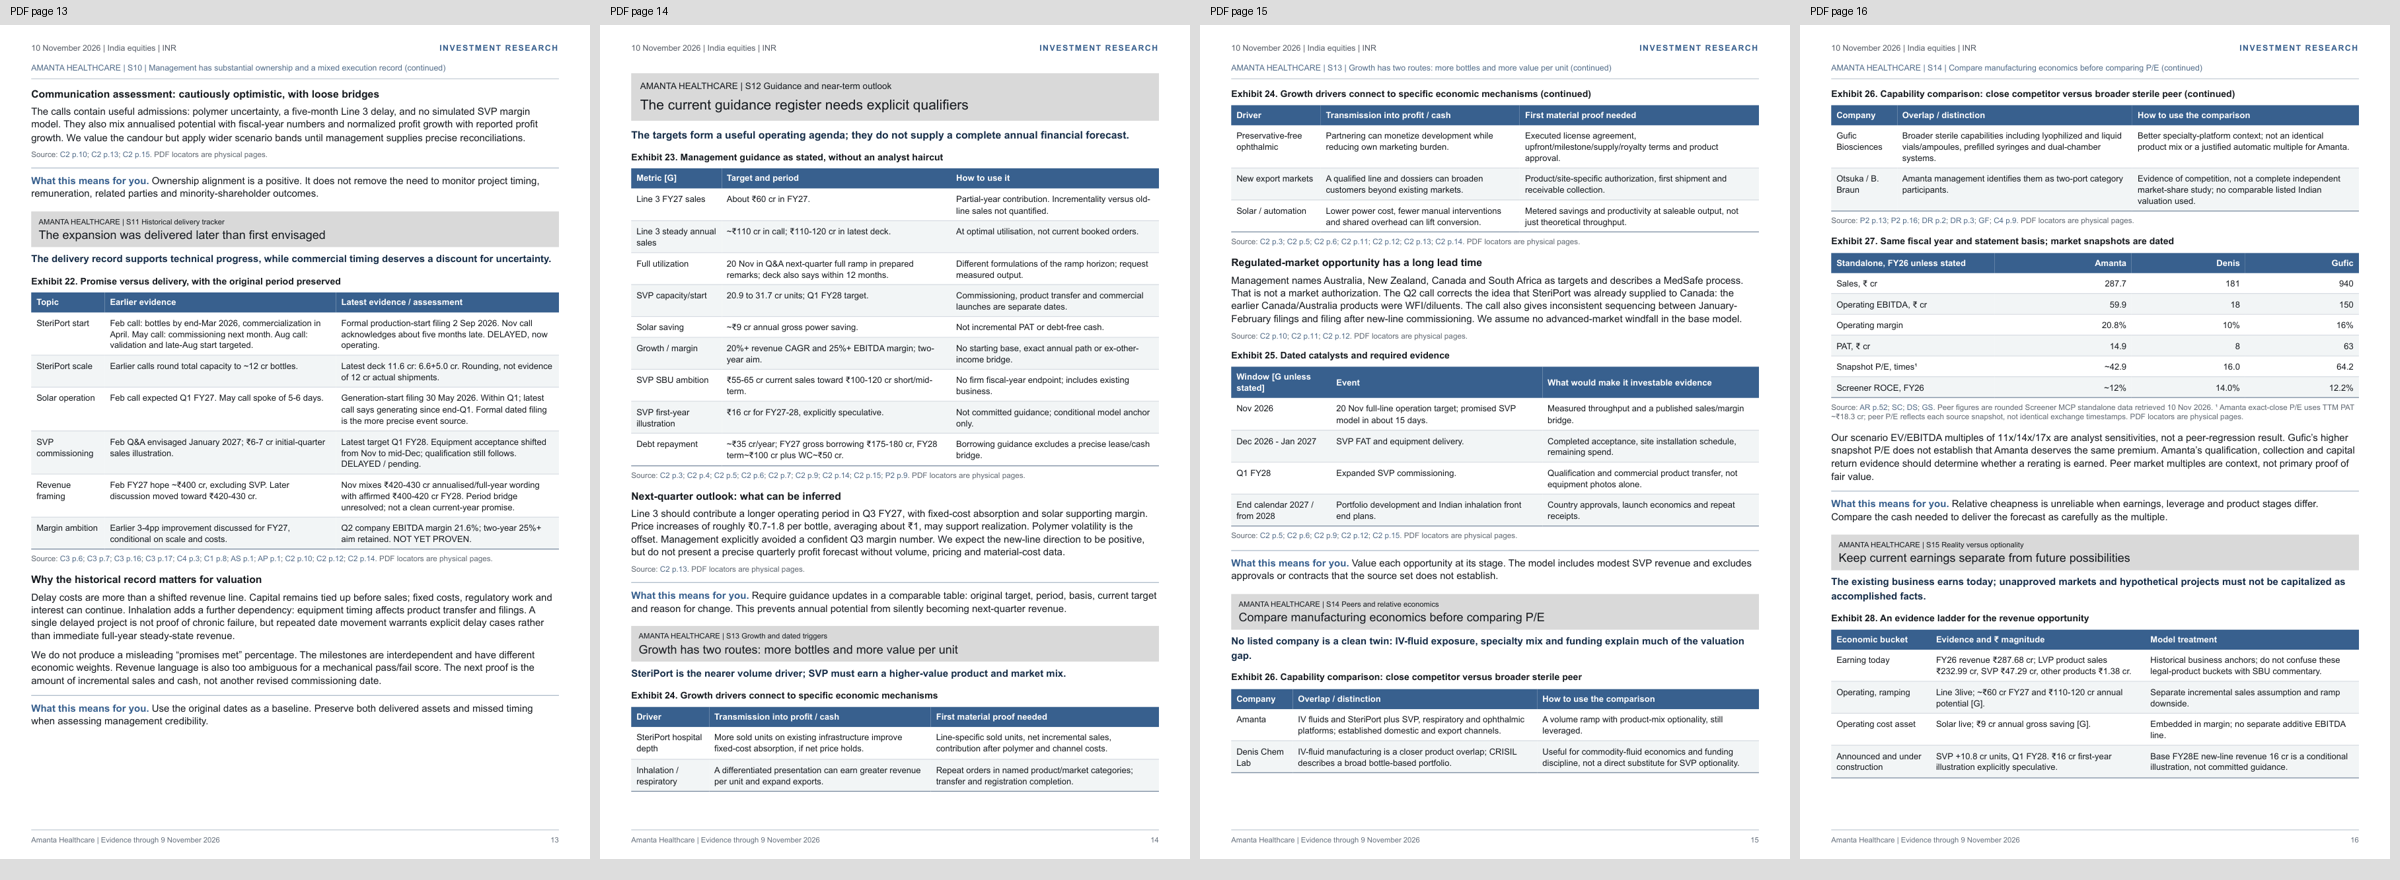 PDF page 13
10 November 2026 | India equities | INR
INVESTMENT RESEARCH
AMANTA HEALTHCARE | S10 | Management has substantial ownership and a mixed execution record (continued)
Communication assessment: cautiously optimistic, with loose bridges
The calls contain useful admissions: polymer uncertainty, a five-month Line 3 delay, and no simulated SVP margin
model. They also mix annualised potential with fiscal-year numbers and normalized profit growth with reported profit
growth. We value the candour but apply wider scenario bands until management supplies precise reconciliations.
Source: C2 p.10; C2 p.13; C2 p.15. PDF locators are physical pages.
What this means for you. Ownership alignment is a positive. It does not remove the need to monitor project timing,
remuneration, related parties and minority-shareholder outcomes.
AMANTA HEALTHCARE | S11 Historical delivery tracker
The expansion was delivered later than first envisaged
The delivery record supports technical progress, while commercial timing deserves a discount for uncertainty.
Exhibit 22. Promise versus delivery, with the original period preserved
Topic
Earlier evidence
Latest evidence / assessment
SteriPort start
Feb call: bottles by end-Mar 2026, commercialization in
April. May call: commissioning next month. Aug call:
validation and late-Aug start targeted.
Formal production-start filing 2 Sep 2026. Nov call
acknowledges about five months late. DELAYED, now
operating.
SteriPort scale
Earlier calls round total capacity to ~12 cr bottles.
Latest deck 11.6 cr: 6.6+5.0 cr. Rounding, not evidence
of 12 cr actual shipments.
Solar operation
Feb call expected Q1 FY27. May call spoke of 5-6 days.
Generation-start filing 30 May 2026. Within Q1; latest
call says generating since end-Q1. Formal dated filing
is the more precise event source.
SVP
commissioning
Feb Q&A envisaged January 2027; ₹6-7 cr initial-quarter
sales illustration.
Latest target Q1 FY28. Equipment acceptance shifted
from Nov to mid-Dec; qualification still follows.
DELAYED / pending.
Revenue
framing
Feb FY27 hope ~₹400 cr, excluding SVP. Later
discussion moved toward ₹420-430 cr.
Nov mixes ₹420-430 cr annualised/full-year wording
with affirmed ₹400-420 cr FY28. Period bridge
unresolved; not a clean current-year promise.
Margin ambition
Earlier 3-4pp improvement discussed for FY27,
conditional on scale and costs.
Q2 company EBITDA margin 21.6%; two-year 25%+
aim retained. NOT YET PROVEN.
Source: C3 p.6; C3 p.7; C3 p.16; C3 p.17; C4 p.3; C1 p.8; AS p.1; AP p.1; C2 p.10; C2 p.12; C2 p.14. PDF locators are physical pages.
Why the historical record matters for valuation
Delay costs are more than a shifted revenue line. Capital remains tied up before sales; fixed costs, regulatory work and
interest can continue. Inhalation adds a further dependency: equipment timing affects product transfer and filings. A
single delayed project is not proof of chronic failure, but repeated date movement warrants explicit delay cases rather
than immediate full-year steady-state revenue.
We do not produce a misleading “promises met” percentage. The milestones are interdependent and have different
economic weights. Revenue language is also too ambiguous for a mechanical pass/fail score. The next proof is the
amount of incremental sales and cash, not another revised commissioning date.
What this means for you. Use the original dates as a baseline. Preserve both delivered assets and missed timing
when assessing management credibility.
Amanta Healthcare | Evidence through 9 November 2026
13
PDF page 14
10 November 2026 | India equities | INR
INVESTMENT RESEARCH
AMANTA HEALTHCARE | S12 Guidance and near-term outlook
The current guidance register needs explicit qualifiers
The targets form a useful operating agenda; they do not supply a complete annual financial forecast.
Exhibit 23. Management guidance as stated, without an analyst haircut
Metric [G]
Target and period
How to use it
Line 3 FY27 sales
About ₹60 cr in FY27.
Partial-year contribution. Incrementality versus old-
line sales not quantified.
Line 3 steady annual
sales
~₹110 cr in call; ₹110-120 cr in latest deck.
At optimal utilisation, not current booked orders.
Full utilization
20 Nov in Q&A next-quarter full ramp in prepared
remarks; deck also says within 12 months.
Different formulations of the ramp horizon; request
measured output.
SVP capacity/start
20.9 to 31.7 cr units; Q1 FY28 target.
Commissioning, product transfer and commercial
launches are separate dates.
Solar saving
~₹9 cr annual gross power saving.
Not incremental PAT or debt-free cash.
Growth / margin
20%+ revenue CAGR and 25%+ EBITDA margin; two-
year aim.
No starting base, exact annual path or ex-other-
income bridge.
SVP SBU ambition
₹55-65 cr current sales toward ₹100-120 cr short/mid-
term.
No firm fiscal-year endpoint; includes existing
business.
SVP first-year
illustration
₹16 cr for FY27-28, explicitly speculative.
Not committed guidance; conditional model anchor
only.
Debt repayment
~₹35 cr/year; FY27 gross borrowing ₹175-180 cr, FY28
term~₹100 cr plus WC~₹50 cr.
Borrowing guidance excludes a precise lease/cash
bridge.
Source: C2 p.3; C2 p.4; C2 p.5; C2 p.6; C2 p.7; C2 p.9; C2 p.14; C2 p.15; P2 p.9. PDF locators are physical pages.
Next-quarter outlook: what can be inferred
Line 3 should contribute a longer operating period in Q3 FY27, with fixed-cost absorption and solar supporting margin.
Price increases of roughly ₹0.7-1.8 per bottle, averaging about ₹1, may support realization. Polymer volatility is the
offset. Management explicitly avoided a confident Q3 margin number. We expect the new-line direction to be positive,
but do not present a precise quarterly profit forecast without volume, pricing and material-cost data.
Source: C2 p.13. PDF locators are physical pages.
What this means for you. Require guidance updates in a comparable table: original target, period, basis, current target
and reason for change. This prevents annual potential from silently becoming next-quarter revenue.
AMANTA HEALTHCARE | S13 Growth and dated triggers
Growth has two routes: more bottles and more value per unit
SteriPort is the nearer volume driver; SVP must earn a higher-value product and market mix.
Exhibit 24. Growth drivers connect to specific economic mechanisms
Driver
Transmission into profit / cash
First material proof needed
SteriPort hospital
depth
More sold units on existing infrastructure improve
fixed-cost absorption, if net price holds.
Line-specific sold units, net incremental sales,
contribution after polymer and channel costs.
Inhalation /
respiratory
A differentiated presentation can earn greater revenue
per unit and expand exports.
Repeat orders in named product/market categories;
transfer and registration completion.
Amanta Healthcare | Evidence through 9 November 2026
14
PDF page 15
10 November 2026 | India equities | INR
INVESTMENT RESEARCH
AMANTA HEALTHCARE | S13 | Growth has two routes: more bottles and more value per unit (continued)
Exhibit 24. Growth drivers connect to specific economic mechanisms (continued)
Driver
Transmission into profit / cash
First material proof needed
Preservative-free
ophthalmic
Partnering can monetize development while
reducing own marketing burden.
Executed license agreement,
upfront/milestone/supply/royalty terms and product
approval.
New export markets
A qualified line and dossiers can broaden
customers beyond existing markets.
Product/site-specific authorization, first shipment and
receivable collection.
Solar / automation
Lower power cost, fewer manual interventions
and shared overhead can lift conversion.
Metered savings and productivity at saleable output, not
just theoretical throughput.
Source: C2 p.3; C2 p.5; C2 p.6; C2 p.11; C2 p.12; C2 p.13; C2 p.14. PDF locators are physical pages.
Regulated-market opportunity has a long lead time
Management names Australia, New Zealand, Canada and South Africa as targets and describes a MedSafe process.
That is not a market authorization. The Q2 call corrects the idea that SteriPort was already supplied to Canada: the
earlier Canada/Australia products were WFI/diluents. The call also gives inconsistent sequencing between January-
February filings and filing after new-line commissioning. We assume no advanced-market windfall in the base model.
Source: C2 p.10; C2 p.11; C2 p.12. PDF locators are physical pages.
Exhibit 25. Dated catalysts and required evidence
Window [G unless
stated]
Event
What would make it investable evidence
Nov 2026
20 Nov full-line operation target; promised SVP
model in about 15 days.
Measured throughput and a published sales/margin
bridge.
Dec 2026 - Jan 2027
SVP FAT and equipment delivery.
Completed acceptance, site installation schedule,
remaining spend.
Q1 FY28
Expanded SVP commissioning.
Qualification and commercial product transfer, not
equipment photos alone.
End calendar 2027 /
from 2028
Portfolio development and Indian inhalation front
end plans.
Country approvals, launch economics and repeat
receipts.
Source: C2 p.5; C2 p.6; C2 p.9; C2 p.12; C2 p.15. PDF locators are physical pages.
What this means for you. Value each opportunity at its stage. The model includes modest SVP revenue and excludes
approvals or contracts that the source set does not establish.
AMANTA HEALTHCARE | S14 Peers and relative economics
Compare manufacturing economics before comparing P/E
No listed company is a clean twin: IV-fluid exposure, specialty mix and funding explain much of the valuation
gap.
Exhibit 26. Capability comparison: close competitor versus broader sterile peer
Company
Overlap / distinction
How to use the comparison
Amanta
IV fluids and SteriPort plus SVP, respiratory and ophthalmic
platforms; established domestic and export channels.
A volume ramp with product-mix optionality, still
leveraged.
Denis Chem
Lab
IV-fluid manufacturing is a closer product overlap; CRISIL
describes a broad bottle-based portfolio.
Useful for commodity-fluid economics and funding
discipline, not a direct substitute for SVP optionality.
Amanta Healthcare | Evidence through 9 November 2026
15
PDF page 16
10 November 2026 | India equities | INR
INVESTMENT RESEARCH
AMANTA HEALTHCARE | S14 | Compare manufacturing economics before comparing P/E (continued)
Exhibit 26. Capability comparison: close competitor versus broader sterile peer (continued)
Company
Overlap / distinction
How to use the comparison
Gufic
Biosciences
Broader sterile capabilities including lyophilized and liquid
vials/ampoules, prefilled syringes and dual-chamber
systems.
Better specialty-platform context; not an identical
product mix or a justified automatic multiple for Amanta.
Otsuka / B.
Braun
Amanta management identifies them as two-port category
participants.
Evidence of competition, not a complete independent
market-share study; no comparable listed Indian
valuation used.
Source: P2 p.13; P2 p.16; DR p.2; DR p.3; GF; C4 p.9. PDF locators are physical pages.
Exhibit 27. Same fiscal year and statement basis; market snapshots are dated
Standalone, FY26 unless stated
Amanta
Denis
Gufic
Sales, ₹ cr
287.7
181
940
Operating EBITDA, ₹ cr
59.9
18
150
Operating margin
20.8%
10%
16%
PAT, ₹ cr
14.9
8
63
Snapshot P/E, times¹
~42.9
16.0
64.2
Screener ROCE, FY26
~12%
14.0%
12.2%
Source: AR p.52; SC; DS; GS. Peer figures are rounded Screener MCP standalone data retrieved 10 Nov 2026. ¹ Amanta exact-close P/E uses TTM PAT
~₹18.3 cr; peer P/E reflects each source snapshot, not identical exchange timestamps. PDF locators are physical pages.
Our scenario EV/EBITDA multiples of 11x/14x/17x are analyst sensitivities, not a peer-regression result. Gufic’s higher
snapshot P/E does not establish that Amanta deserves the same premium. Amanta’s qualification, collection and capital
return evidence should determine whether a rerating is earned. Peer market multiples are context, not primary proof of
fair value.
What this means for you. Relative cheapness is unreliable when earnings, leverage and product stages differ.
Compare the cash needed to deliver the forecast as carefully as the multiple.
AMANTA HEALTHCARE | S15 Reality versus optionality
Keep current earnings separate from future possibilities
The existing business earns today; unapproved markets and hypothetical projects must not be capitalized as
accomplished facts.
Exhibit 28. An evidence ladder for the revenue opportunity
Economic bucket
Evidence and ₹ magnitude
Model treatment
Earning today
FY26 revenue ₹287.68 cr; LVP product sales
₹232.99 cr, SVP ₹47.29 cr, other products ₹1.38 cr.
Historical business anchors; do not confuse these
legal-product buckets with SBU commentary.
Operating, ramping
Line 3live; ~₹60 cr FY27 and ₹110-120 cr annual
potential [G].
Separate incremental sales assumption and ramp
downside.
Operating cost asset
Solar live; ₹9 cr annual gross saving [G].
Embedded in margin; no separate additive EBITDA
line.
Announced and under
construction
SVP +10.8 cr units, Q1 FY28. ₹16 cr first-year
illustration explicitly speculative.
Base FY28E new-line revenue 16 cr is a conditional
illustration, not committed guidance.
Amanta Healthcare | Evidence through 9 November 2026
16